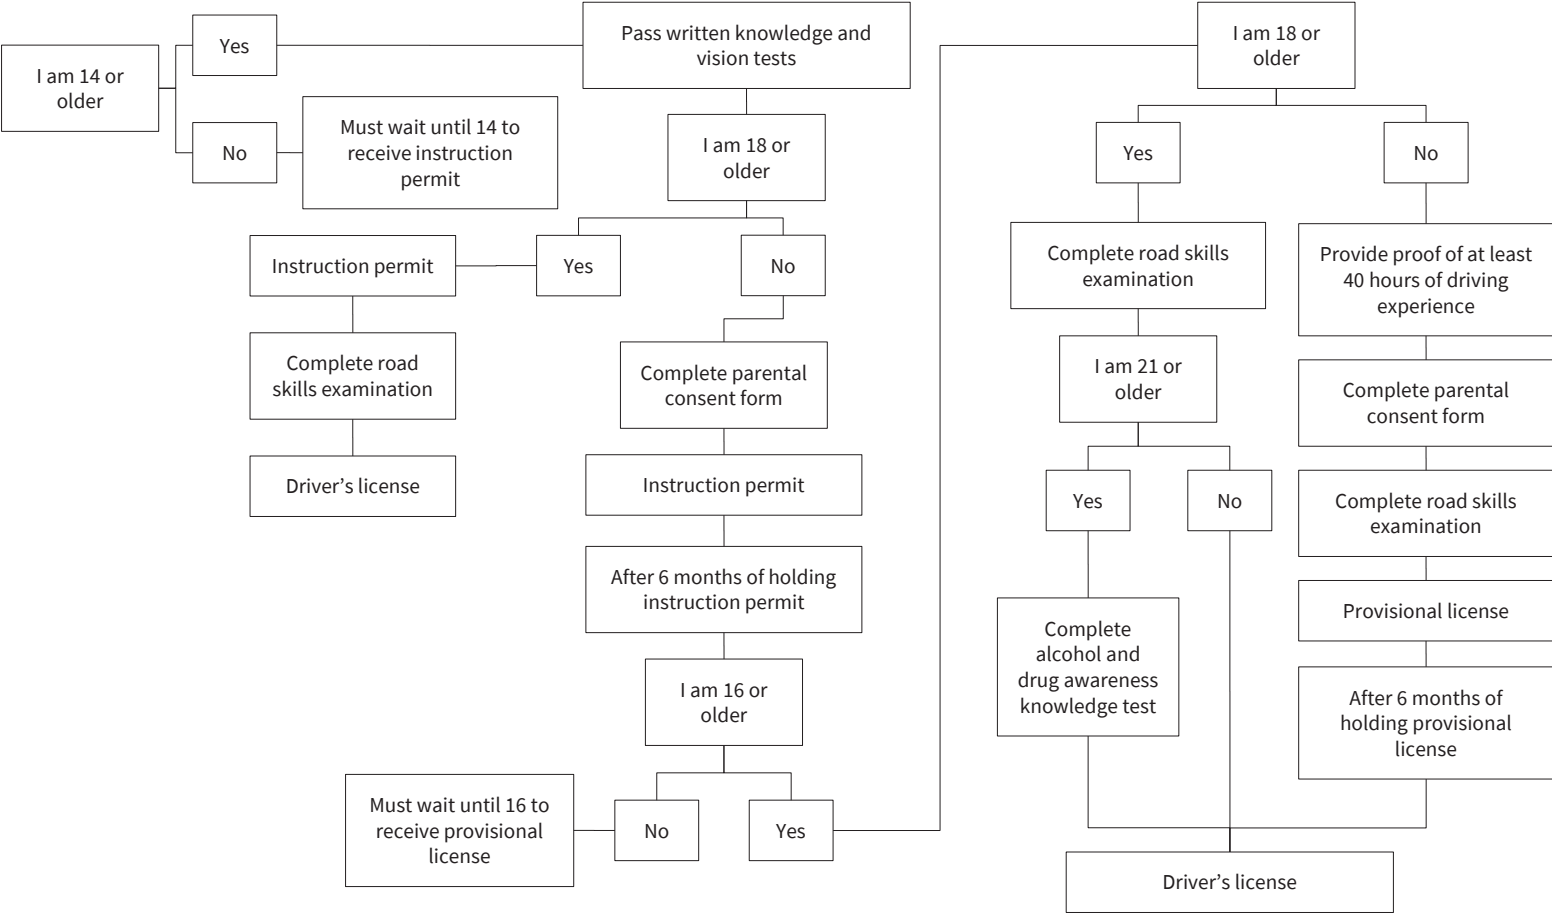 I am 14 or
older
Yes
No
Must wait until 14 to
receive instruction
permit
Pass written knowledge and
vision tests
I am 18 or
older
Yes
Instruction permit
Complete road
skills examination
Driver’s license
No
Complete parental
consent form
Instruction permit
After 6 months of holding
instruction permit
I am 16 or
older
No
Must wait until 16 to
receive provisional
license
Yes
I am 18 or
older
Yes
Complete road skills
examination
I am 21 or
older
Yes
No
Complete
alcohol and
drug awareness
knowledge test
No
Provide proof of at least
40 hours of driving
experience
Complete parental
consent form
Complete road skills
examination
Provisional license
After 6 months of
holding provisional
license
Driver’s license